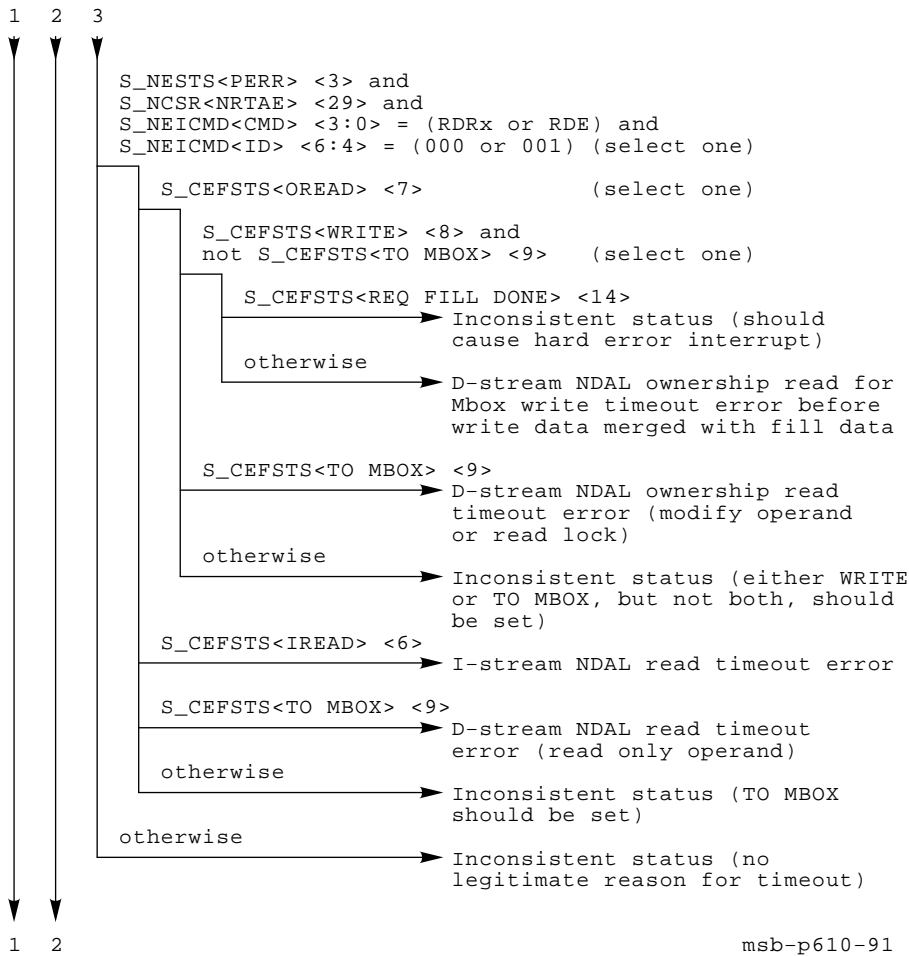 1 2 3
S_NESTS<PERR> <3> and
S_NCSR<NRTAE> <29> and
S_NEICMD<CMD> <3:0> = (RDRx or RDE) and
S_NEICMD<ID> <6:4> = (000 or 001) (select one)
S_CEFSTS<OREAD> <7> (select one)
S_CEFSTS<WRITE> <8> and
not S_CEFSTS<TO MBOX> <9> (select one)
S_CEFSTS<REQ FILL DONE> <14>
Inconsistent status (should
cause hard error interrupt)
otherwise
D-stream NDAL ownership read for
Mbox write timeout error before
write data merged with fill data
S_CEFSTS<TO MBOX> <9>
D-stream NDAL ownership read
timeout error (modify operand
or read lock)
otherwise
Inconsistent status (either WRITE
or TO MBOX, but not both, should
be set)
S_CEFSTS<IREAD> <6>
I-stream NDAL read timeout error
S_CEFSTS<TO MBOX> <9>
D-stream NDAL read timeout
error (read only operand)
otherwise
Inconsistent status (TO MBOX
should be set)
otherwise
Inconsistent status (no
legitimate reason for timeout)
1 2
msb-p610-91